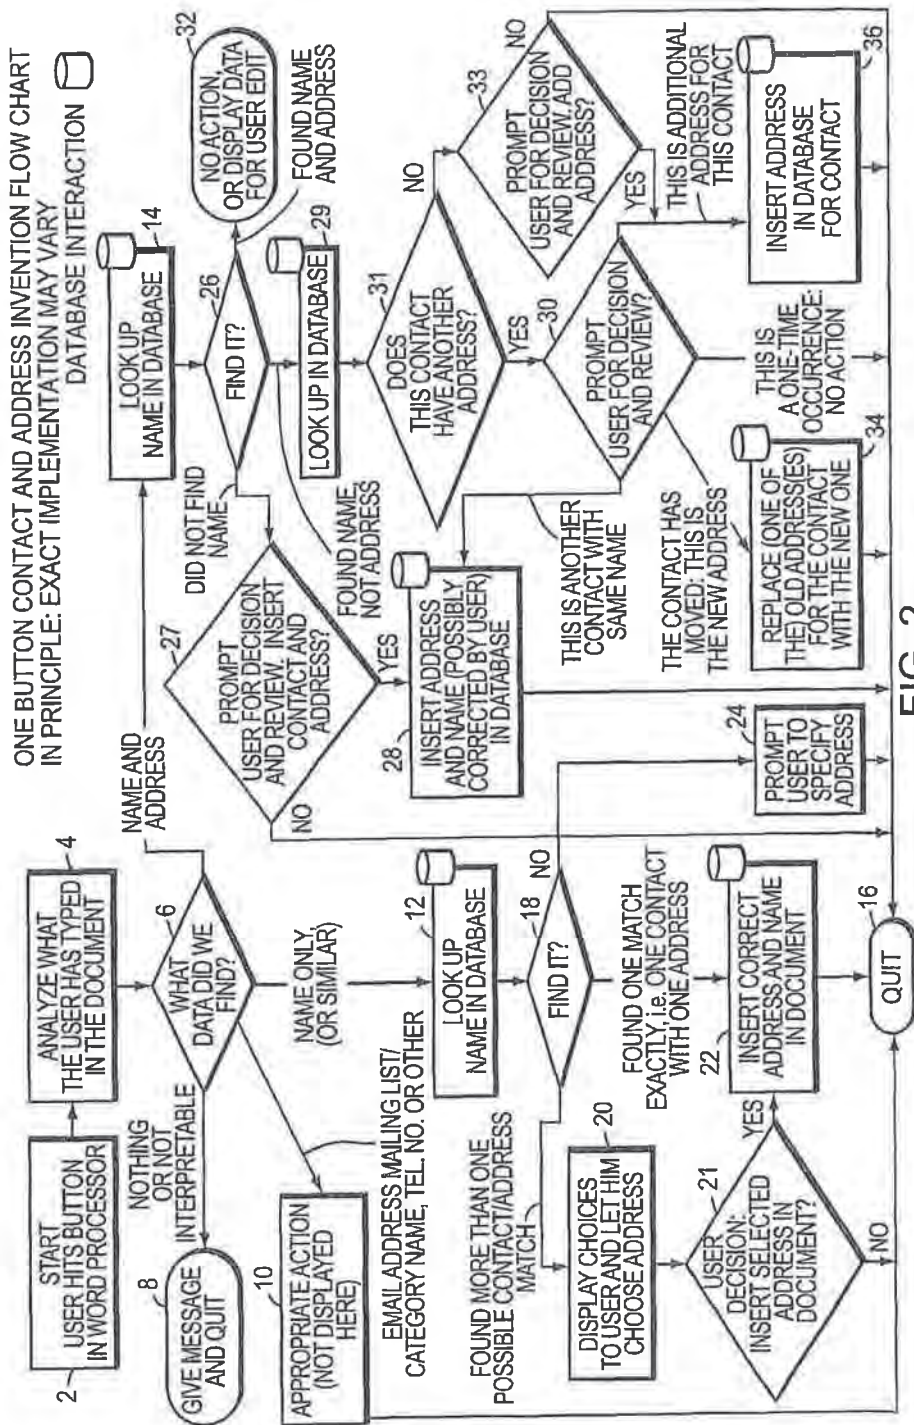 ONE BUTTON CONTACT AND ADDRESS INVENTION FLOW CHART
IN PRINCIPLE: EXACT IMPLEMENTATION MAY VARY
DATABASE INTERACTION
START
USER HITS BUTTON
IN WORD PROCESSOR
2
ANALYZE WHAT
THE USER HAS TYPED
IN THE DOCUMENT
4
NAME AND
ADDRESS
WHAT
DATA DID WE
FIND?
6
NOTHING
OR NOT
INTERPRETABLE
GIVE MESSAGE
AND QUIT
8
APPROPRIATE ACTION
(NOT DISPLAYED
HERE)
10
EMAIL ADDRESS MAILING LIST/
CATEGORY NAME, TEL. NO. OR OTHER
NAME ONLY,
(OR SIMILAR)
LOOK UP
NAME IN DATABASE
12
FIND IT?
18
NO
FOUND MORE THAN ONE
POSSIBLE CONTACT/ADDRESS
MATCH
DISPLAY CHOICES
TO USER AND LET HIM
CHOOSE ADDRESS
20
USER
DECISION:
INSERT SELECTED
ADDRESS IN
DOCUMENT?
21
YES
NO
FOUND ONE MATCH
EXACTLY, i.e. ONE CONTACT
WITH ONE ADDRESS
INSERT CORRECT
ADDRESS AND NAME
IN DOCUMENT
22
PROMPT
USER TO
SPECIFY
ADDRESS
24
QUIT
16
LOOK UP
NAME IN DATABASE
14
FIND IT?
26
NO ACTION,
OR DISPLAY DATA
FOR USER EDIT
32
FOUND NAME
AND ADDRESS
DID NOT FIND
NAME
PROMPT
USER FOR DECISION
AND REVIEW. INSERT
CONTACT AND
ADDRESS?
27
YES
NO
FOUND NAME,
NOT ADDRESS
LOOK UP IN DATABASE
29
INSERT ADDRESS
AND NAME (POSSIBLY
CORRECTED BY USER)
IN DATABASE
28
DOES
THIS CONTACT
HAVE ANOTHER
ADDRESS?
31
NO
YES
PROMPT
USER FOR DECISION
AND REVIEW. ADD
ADDRESS?
33
NO
YES
PROMPT
USER FOR DECISION
AND REVIEW?
30
THIS IS ANOTHER
CONTACT WITH
SAME NAME
THE CONTACT HAS
MOVED: THIS IS
THE NEW ADDRESS
THIS IS
A ONE-TIME
OCCURRENCE:
NO ACTION
THIS IS ADDITIONAL
ADDRESS FOR
THIS CONTACT
REPLACE (ONE OF
THE) OLD ADDRESS(ES)
FOR THE CONTACT
WITH THE NEW ONE
34
INSERT ADDRESS
IN DATABASE
FOR CONTACT
36